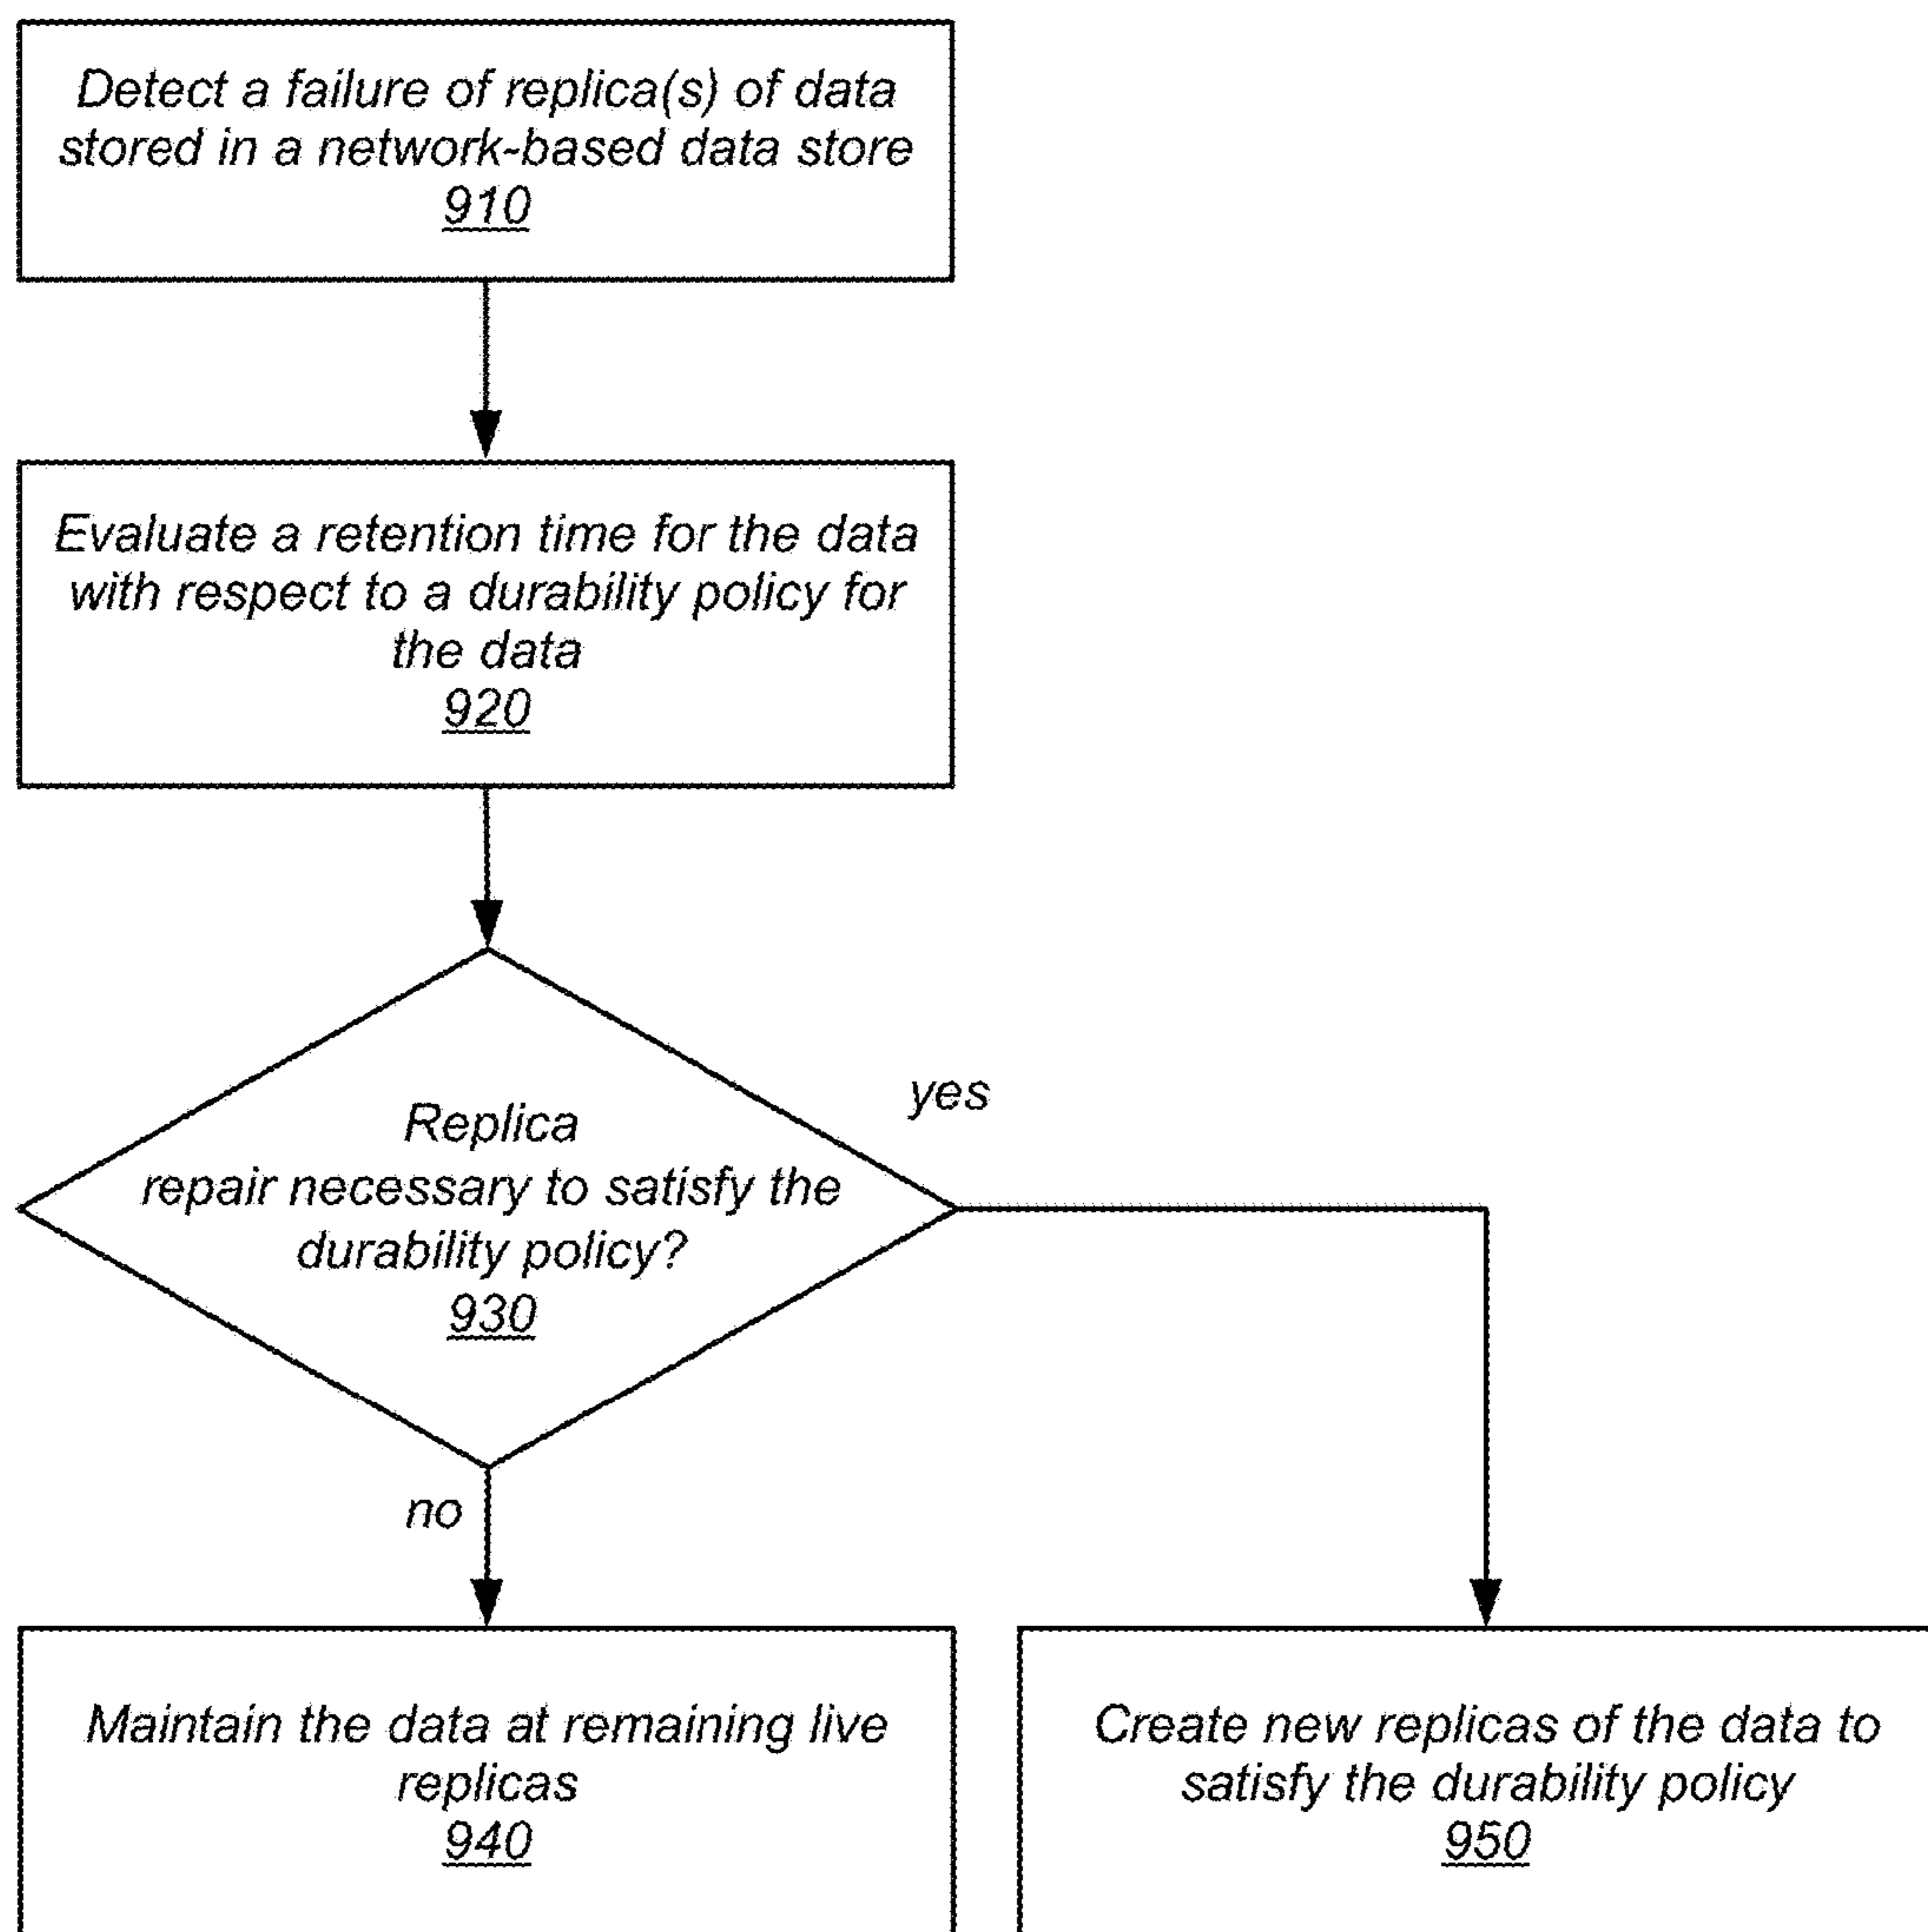 Detect a failure of replica(s) of data
stored in a network-based data store
910
Evaluate a retention time for the data
with respect to a durability policy for
the data
920
yes
Replica
repair necessary to satisfy the
durability policy?
930
no
Maintain the data at remaining live
replicas
940
Create new replicas of the data to
satisfy the durability policy
950